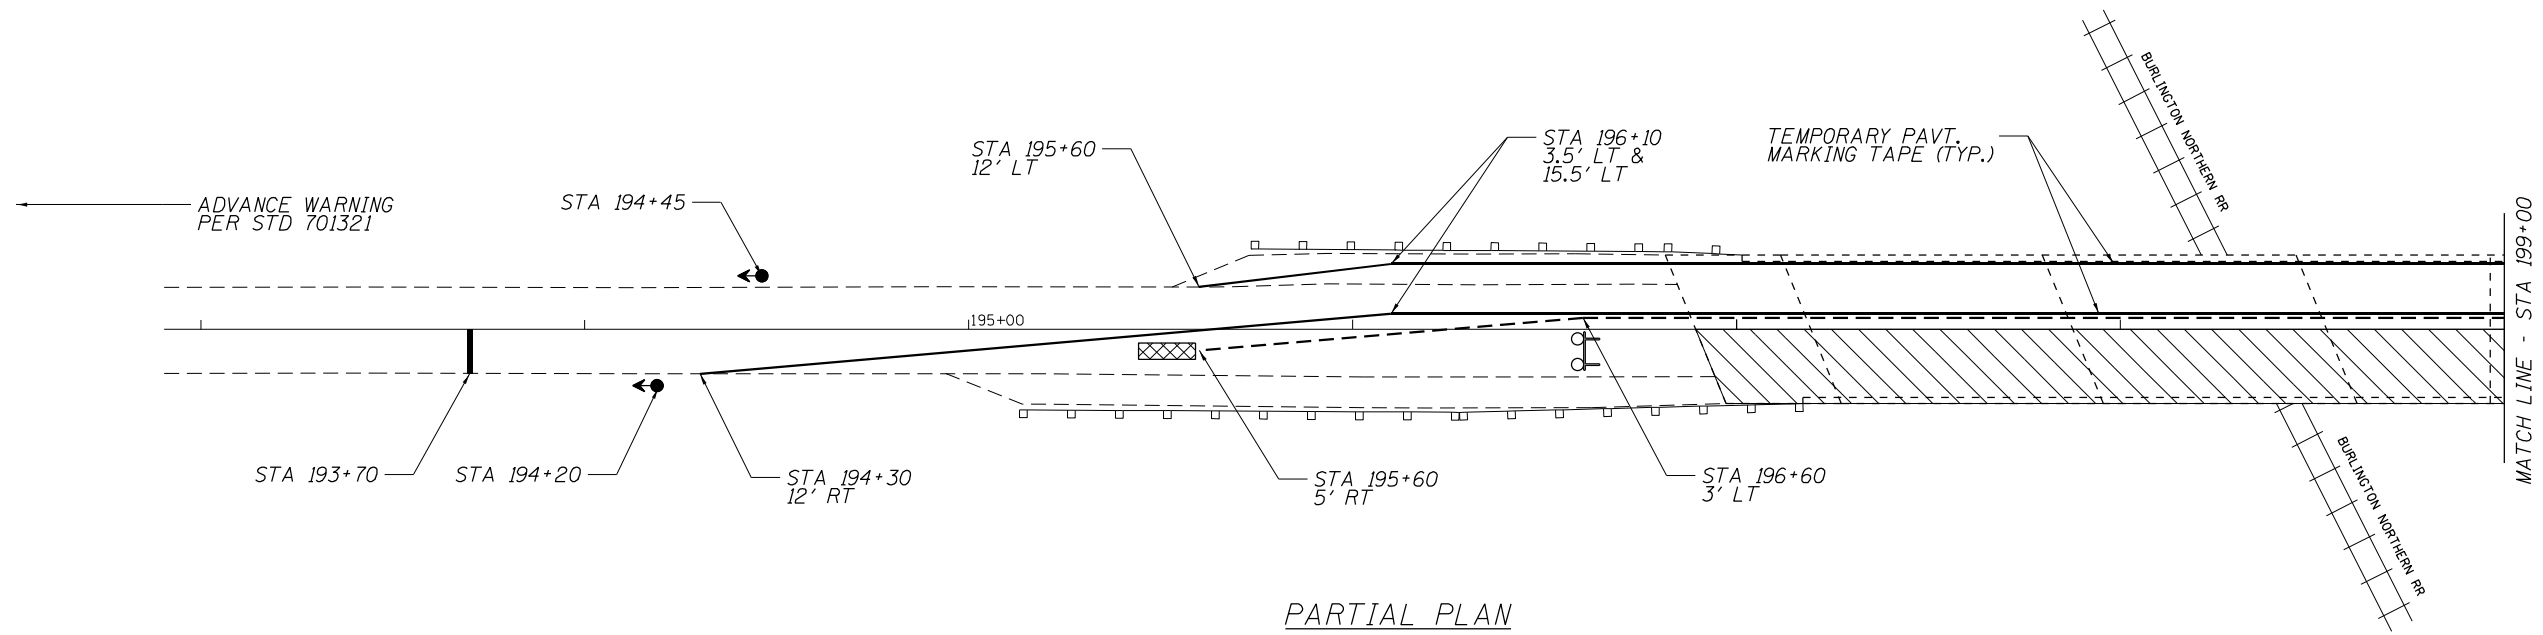 ADVANCE WARNING
PER STD 701321
STA 194+45
STA 195+60
12' LT
STA 196+10
3.5' LT &
15.5' LT
TEMPORARY PAVT.
MARKING TAPE (TYP.)
BURLINGTON NORTHERN RR
MATCH LINE - STA 199+00
195+00
STA 193+70
STA 194+20
STA 194+30
12' RT
STA 195+60
5' RT
STA 196+60
3' LT
BURLINGTON NORTHERN RR
PARTIAL PLAN